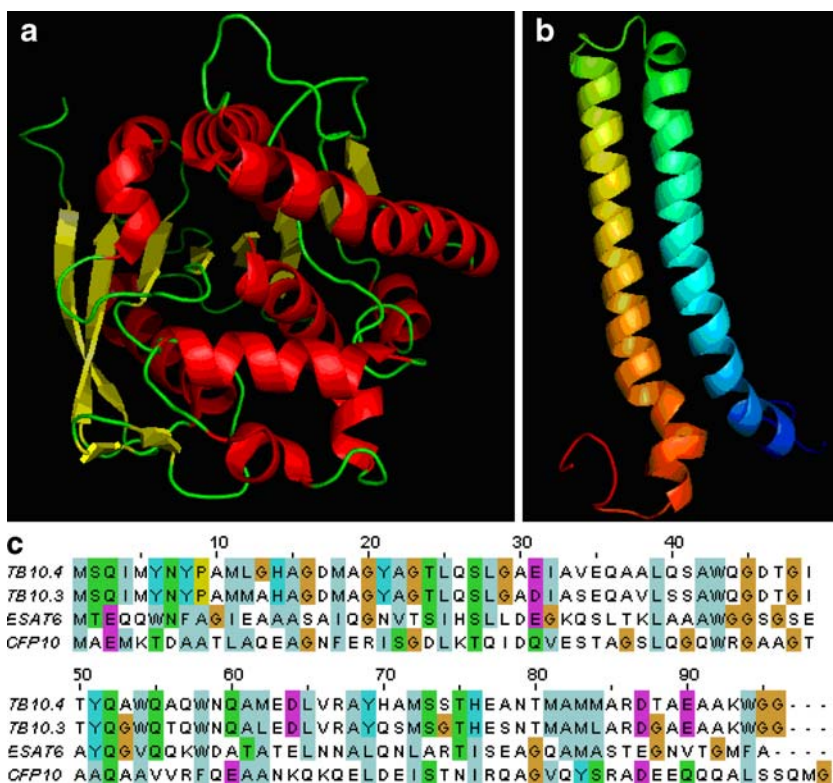 a
b
c
10 20 30 40
TB10.4 MSQIMYNYPAMLGHAGDMAGYAGTLQSLGAEIAVEQAALQSAWQGDTGI
TB10.3 MSQIMYNYPAMMAHAGDMAGYAGTLQSLGADIASEQAVLSSAWQGDTGI
ESAT6 MTEQQWNFAGIEAAASAIQGNVTSIHSLLDEGKQSLTKLAAAWGGSGSE
CFP10 MAEMKTDAATLAQEAGNFERISGDLKTQIDQVESTAGSLQGQWRGAAGT
50 60 70 80 90
TB10.4 TYQAWQAQWNQAMEDLVRAYHAMSSTHEANTMAMMARDTAEAAKWGG---
TB10.3 TYQGWQTQWNQALEDLVRAYQSMSGTHESNTMAMLARDGAEAAKWGG---
ESAT6 AYQGVQQKWDATATELNNALQNLARTISEAGQAMASTEGNVTGMFA----
CFP10 AAQAAVVRFQEAANKQKQELDEISTNIRQAGVQYSRADEEQQQALSSQMG